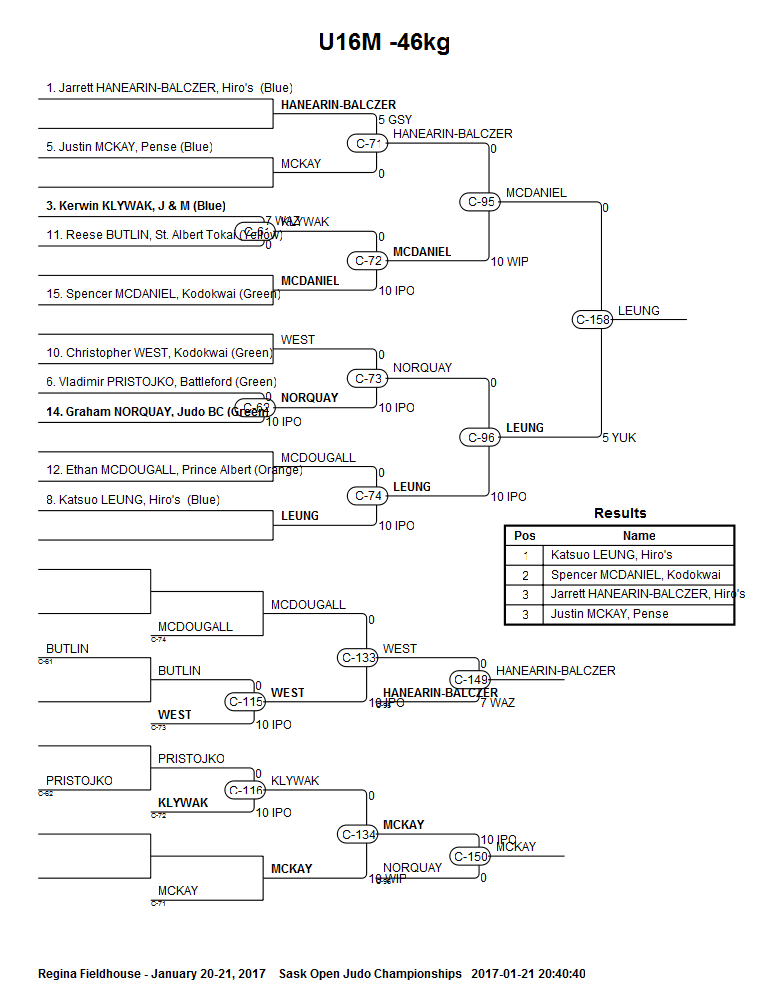 U16M -46kg
1. Jarrett HANEARIN-BALCZER, Hiro's (Blue)
HANEARIN-BALCZER
5 GSY
C-71
HANEARIN-BALCZER
0
5. Justin MCKAY, Pense (Blue)
MCKAY
0
C-95
MCDANIEL
0
3. Kerwin KLYWAK, J & M (Blue)
7 WAZ
KLYWAK
C-61
11. Reese BUTLIN, St. Albert Tokai (Yellow)
0
0
C-72
MCDANIEL
10 WIP
15. Spencer MCDANIEL, Kodokwai (Green)
MCDANIEL
10 IPO
C-158
LEUNG
10. Christopher WEST, Kodokwai (Green)
WEST
0
C-73
NORQUAY
0
6. Vladimir PRISTOJKO, Battleford (Green)
0
NORQUAY
C-62
14. Graham NORQUAY, Judo BC (Green)
10 IPO
10 IPO
C-96
LEUNG
5 YUK
12. Ethan MCDOUGALL, Prince Albert (Orange)
MCDOUGALL
0
C-74
LEUNG
10 IPO
8. Katsuo LEUNG, Hiro's (Blue)
LEUNG
10 IPO
Results
Pos Name
1 Katsuo LEUNG, Hiro's
2 Spencer MCDANIEL, Kodokwai
3 Jarrett HANEARIN-BALCZER, Hiro's
3 Justin MCKAY, Pense
MCDOUGALL
C-74
MCDOUGALL
0
BUTLIN
C-61
BUTLIN
0
C-133
WEST
0
C-149
HANEARIN-BALCZER
C-115
WEST
10 IPO
HANEARIN-BALCZER
C-95
7 WAZ
WEST
C-73
10 IPO
PRISTOJKO
C-62
PRISTOJKO
0
C-116
KLYWAK
0
KLYWAK
C-72
10 IPO
C-134
MCKAY
10 IPO
C-150
MCKAY
MCKAY
10 WIP
NORQUAY
C-96
0
MCKAY
C-71
Regina Fieldhouse - January 20-21, 2017 Sask Open Judo Championships 2017-01-21 20:40:40